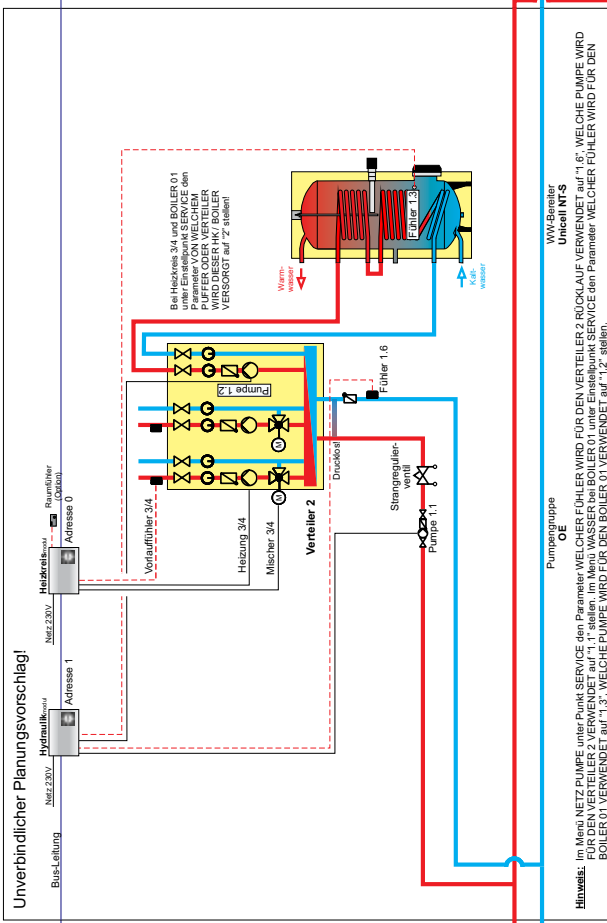 Unverbindlicher Planungsvorschlag!
Bus-Leitung
Netz 230V
Hydraulikmodul
Adresse 1
Netz 230V
Heizkreismodul
Adresse 0
Raumfühler
(Option)
Vorlauffühler 3/4
Heizung 3/4
Mischer 3/4
Verteiler 2
M
M
Pumpe 1.2
Drucklos!
Fühler 1.6
Strangregulier-
ventil
Pumpe 1.1
Bei Heizkreis 3/4 und BOILER 01
unter Einstellpunkt SERVICE den
Parameter VON WELCHEM
PUFFER ODER VERTEILER
WIRD DIESER HK / BOILER
VERSORGT auf "2" stellen!
Warm-
wasser
Kalt-
wasser
Fühler 1.3
Pumpengruppe
OE
WW-Bereiter
Unicell NT-S
Hinweis: Im Menü NETZ PUMPE unter Punkt SERVICE den Parameter WELCHER FÜHLER WIRD FÜR DEN VERTEILER 2 RÜCKLAUF VERWENDET auf "1.6", WELCHE PUMPE WIRD
FÜR DEN VERTEILER 2 VERWENDET auf "1.1" stellen. Im Menü WASSER bei BOILER 01 unter Einstellpunkt SERVICE den Parameter WELCHER FÜHLER WIRD FÜR DEN
BOILER 01 VERWENDET auf "1.3", WELCHE PUMPE WIRD FÜR DEN BOILER 01 VERWENDET auf "1.2" stellen.